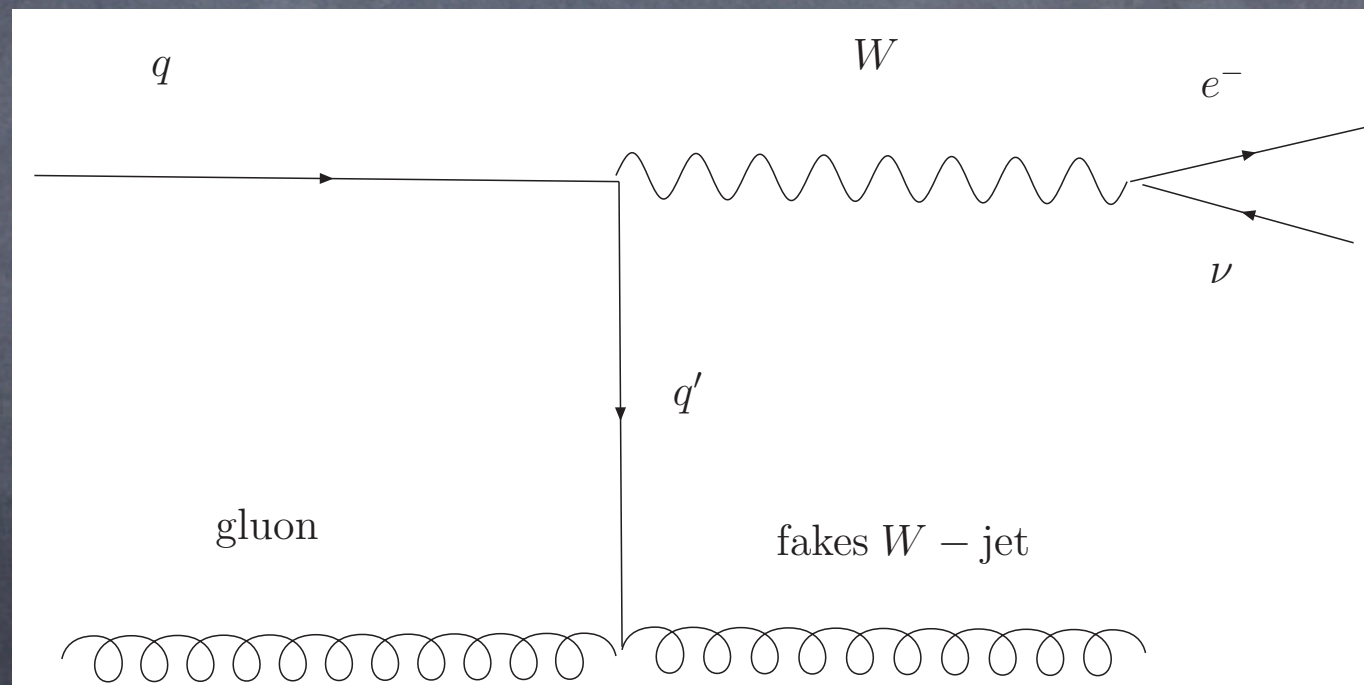 q
W
e⁻
ν
q′
gluon
fakes W − jet